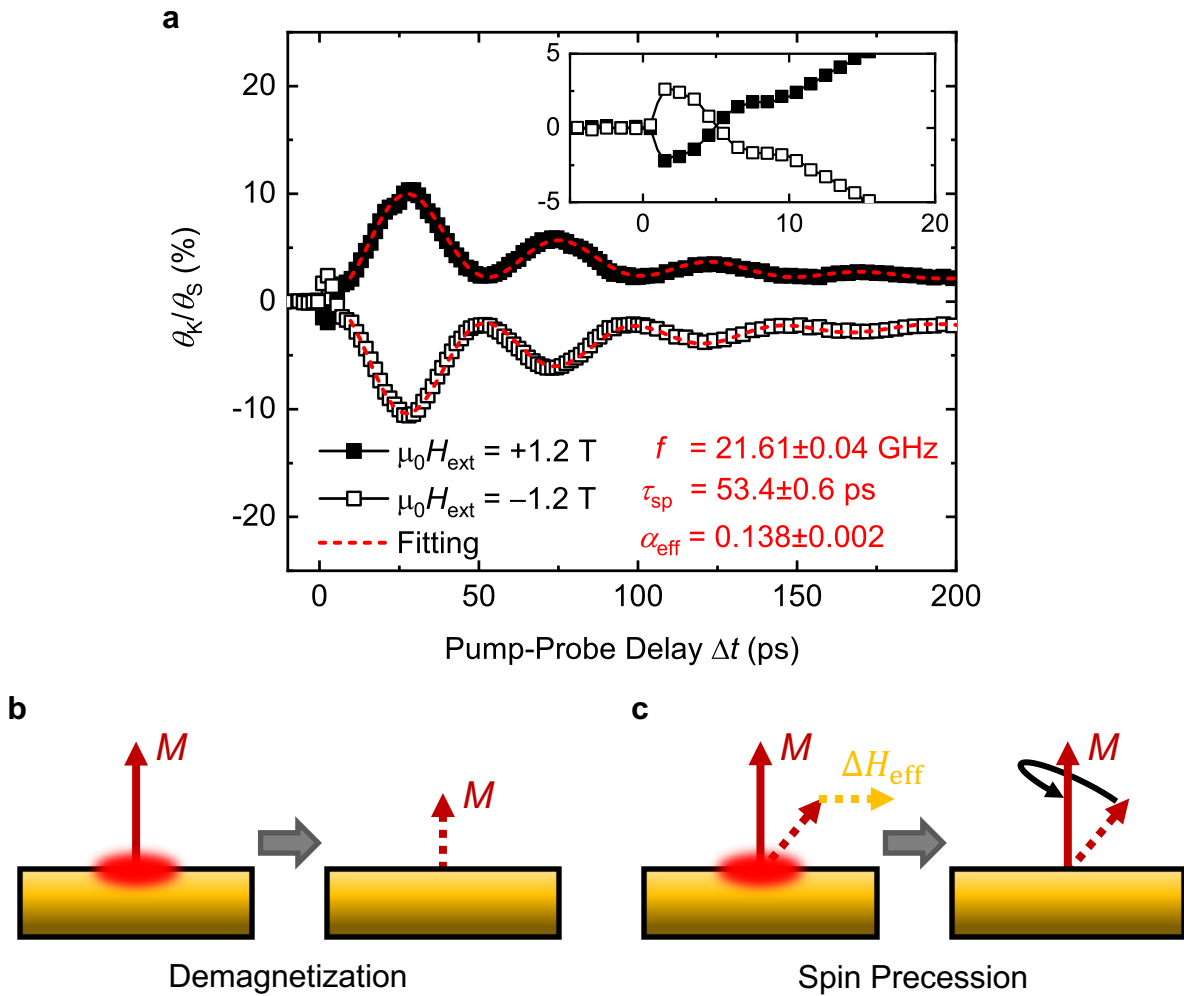 a
20
10
0
-10
-20
θK/θS (%)
5
0
-5
0
10
20
μ0Hext = +1.2 T
μ0Hext = –1.2 T
Fitting
f = 21.61±0.04 GHz
τsp = 53.4±0.6 ps
αeff = 0.138±0.002
0
50
100
150
200
Pump-Probe Delay Δt (ps)
b
M
M
Demagnetization
c
M
ΔHeff
M
Spin Precession